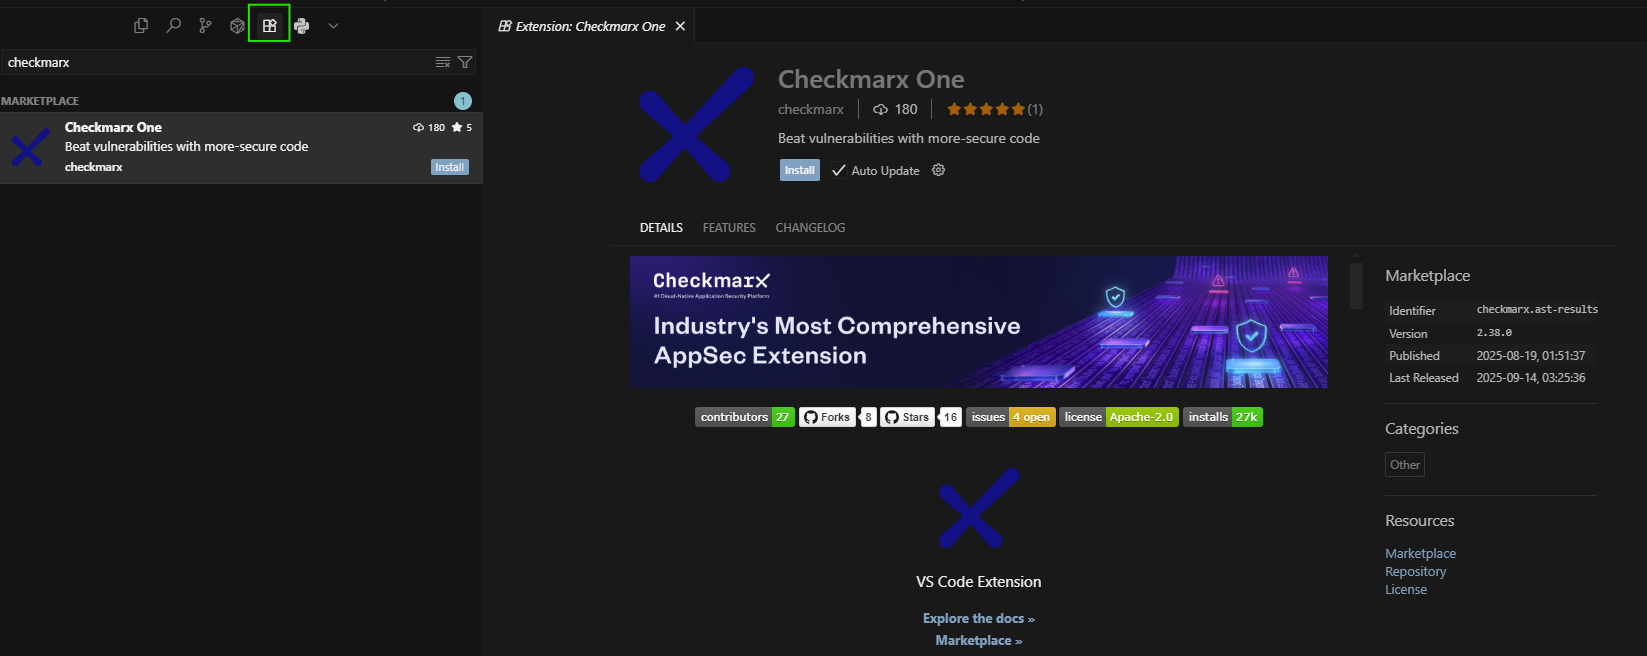 Extension: Checkmarx One
checkmarx
MARKETPLACE
1
Checkmarx One
180 5
Beat vulnerabilities with more-secure code
checkmarx
Install
Checkmarx One
checkmarx 180 (1)
Beat vulnerabilities with more-secure code
Install Auto Update
DETAILS FEATURES CHANGELOG
Checkmarx
#1 Cloud-Native Application Security Platform
Industry's Most Comprehensive
AppSec Extension
contributors 27 Forks 8 Stars 16 issues 4 open license Apache-2.0 installs 27k
VS Code Extension
Explore the docs »
Marketplace »
Marketplace
Identifier checkmarx.ast-results
Version 2.38.0
Published 2025-08-19, 01:51:37
Last Released 2025-09-14, 03:25:36
Categories
Other
Resources
Marketplace
Repository
License